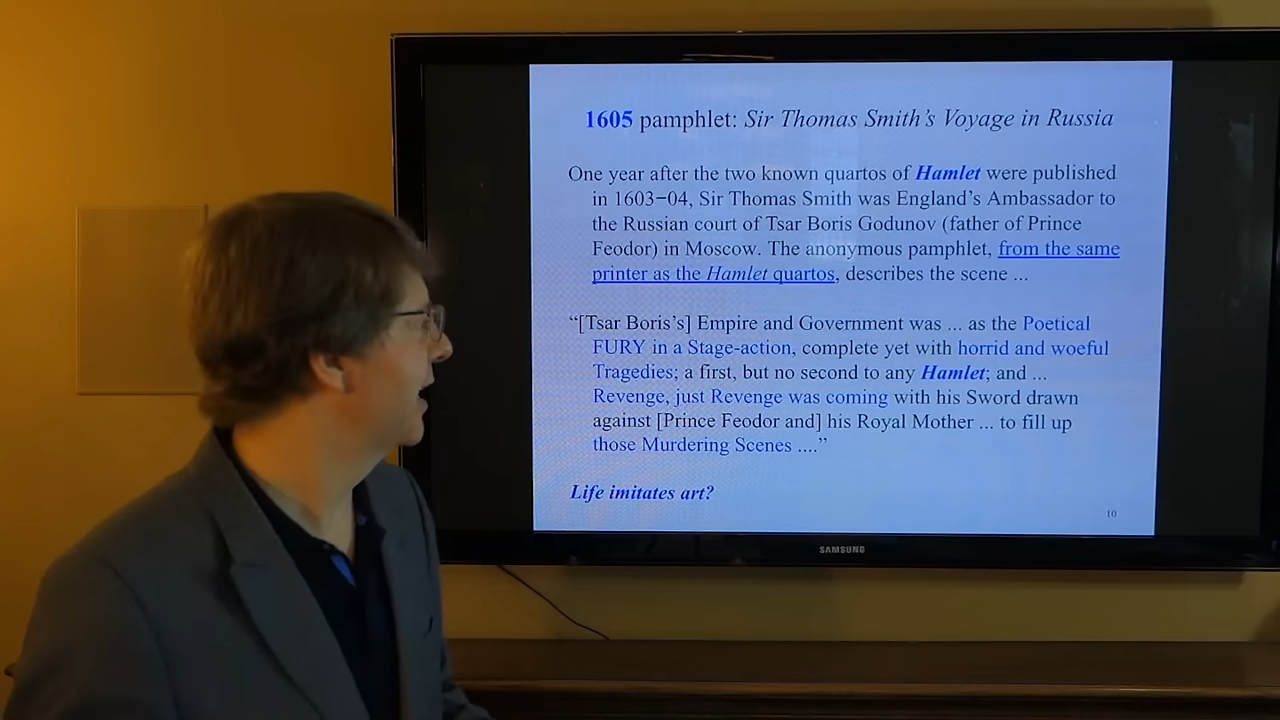 1605 pamphlet: Sir Thomas Smith's Voyage in Russia
One year after the two known quartos of Hamlet were published
in 1603–04, Sir Thomas Smith was England's Ambassador to
the Russian court of Tsar Boris Godunov (father of Prince
Feodor) in Moscow. The anonymous pamphlet, from the same
printer as the Hamlet quartos, describes the scene ...
“[Tsar Boris's] Empire and Government was ... as the Poetical
FURY in a Stage-action, complete yet with horrid and woeful
Tragedies; a first, but no second to any Hamlet; and ...
Revenge, just Revenge was coming with his Sword drawn
against [Prince Feodor and] his Royal Mother ... to fill up
those Murdering Scenes ....”
Life imitates art?
10
SAMSUNG